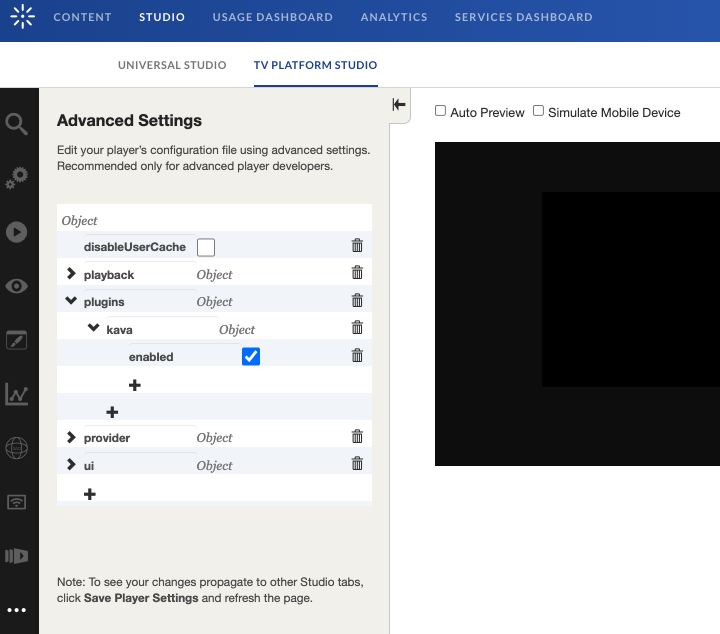 CONTENT STUDIO USAGE DASHBOARD ANALYTICS SERVICES DASHBOARD
UNIVERSAL STUDIO TV PLATFORM STUDIO
Advanced Settings
Edit your player's configuration file using advanced settings.
Recommended only for advanced player developers.
Auto Preview Simulate Mobile Device
Object
disableUserCache
playback Object
plugins Object
kava Object
enabled
provider Object
ui Object
Note: To see your changes propagate to other Studio tabs,
click Save Player Settings and refresh the page.